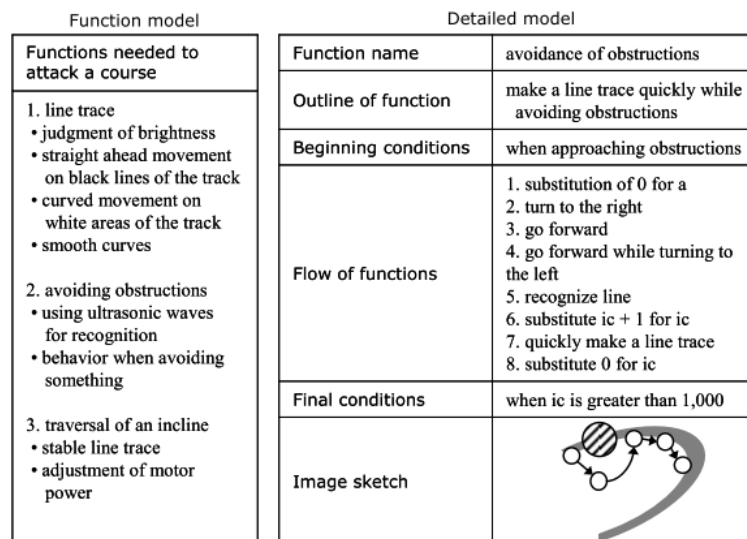 Function model
Functions needed to
attack a course
1. line trace
• judgment of brightness
• straight ahead movement
on black lines of the track
• curved movement on
white areas of the track
• smooth curves
2. avoiding obstructions
• using ultrasonic waves
for recognition
• behavior when avoiding
something
3. traversal of an incline
• stable line trace
• adjustment of motor
power
Detailed model
Function name
avoidance of obstructions
Outline of function
make a line trace quickly while
avoiding obstructions
Beginning conditions
when approaching obstructions
Flow of functions
1. substitution of 0 for a
2. turn to the right
3. go forward
4. go forward while turning to
the left
5. recognize line
6. substitute ic + 1 for ic
7. quickly make a line trace
8. substitute 0 for ic
Final conditions
when ic is greater than 1,000
Image sketch